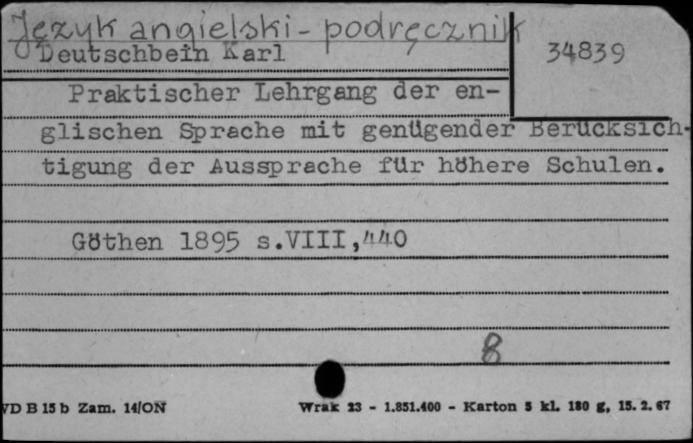 Język angielski - podręcznik
Deutschbein Karl
34839
Praktischer Lehrgang der en-
glischen Sprache mit genügender Berücksich-
tigung der Aussprache für höhere Schulen.
Göthen 1895 s.VIII,440
8
VD B 15 b Zam. 14/ON Wrak 23 - 1.851.400 - Karton 5 kl. 180 g, 15. 2. 67